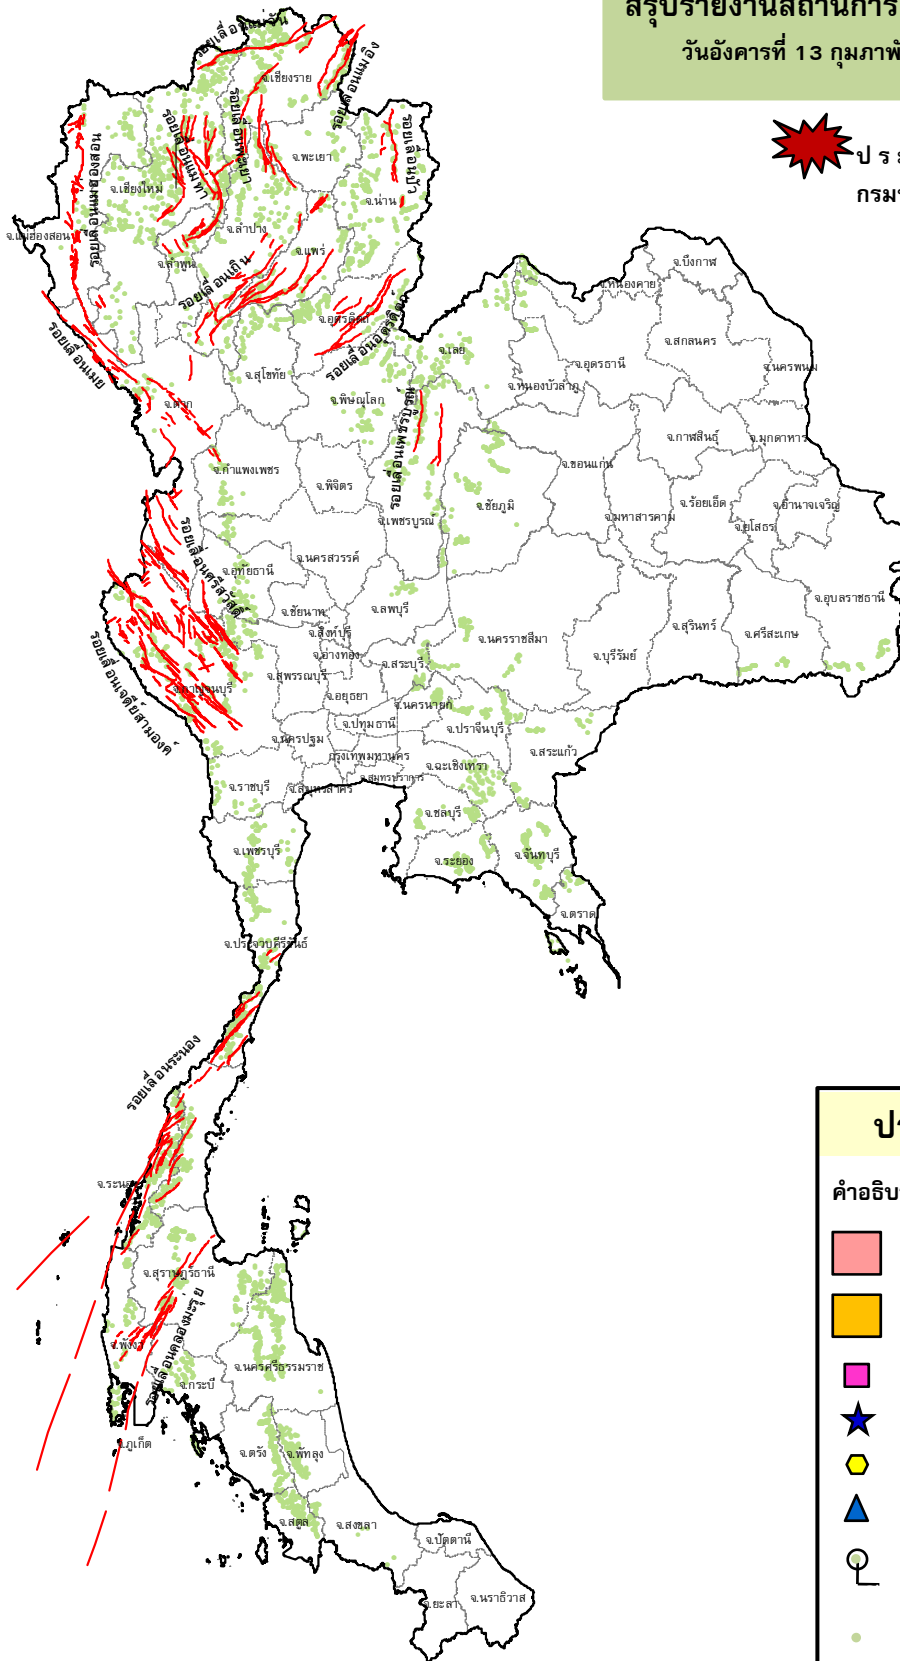 สรุปรายงานสถานการ
วันอังคารที่ 13 กุมภาพั
ป ร ะ
กรม
รอยเลื่อนแม่จัน
รอยเลื่อนแม่อิง
จ.เชียงราย
รอยเลื่อนแม่ฮ่องสอน
รอยเลื่อนแม่ทา
รอยเลื่อนพะเยา
รอยเลื่อนปัว
จ.พะเยา
จ.เชียงใหม่
จ.น่าน
จ.แม่ฮ่องสอน
จ.ลำปาง
จ.แพร่
จ.ลำพูน
รอยเลื่อนเถิน
จ.บึงกาฬ
จ.หนองคาย
จ.อุตรดิตถ์
รอยเลื่อนอุตรดิตถ์
รอยเลื่อนเมย
จ.เลย
จ.สกลนคร
จ.นครพนม
จ.อุดรธานี
จ.สุโขทัย
จ.หนองบัวลำภู
จ.ตาก
จ.พิษณุโลก
รอยเลื่อนเพชรบูรณ์
จ.กาฬสินธุ์
จ.มุกดาหาร
จ.กำแพงเพชร
จ.ขอนแก่น
จ.พิจิตร
จ.ชัยภูมิ
จ.ร้อยเอ็ด
จ.อำนาจเจริญ
จ.เพชรบูรณ์
จ.มหาสารคาม
จ.ยโสธร
รอยเลื่อนศรีสวัสดิ์
จ.นครสวรรค์
จ.อุทัยธานี
จ.อุบลราชธานี
จ.ชัยนาท
จ.ลพบุรี
จ.สุรินทร์
จ.สิงห์บุรี
จ.นครราชสีมา
จ.ศรีสะเกษ
จ.อ่างทอง
จ.บุรีรัมย์
รอยเลื่อนเจดีย์สามองค์
จ.สระบุรี
จ.สุพรรณบุรี
จ.กาญจนบุรี
จ.อยุธยา
จ.นครนายก
จ.ปทุมธานี
จ.ปราจีนบุรี
จ.นครปฐม
จ.สระแก้ว
กรุงเทพมหานคร
จ.ฉะเชิงเทรา
จ.สมุทรปราการ
จ.ราชบุรี
จ.สมุทรสาคร
จ.ชลบุรี
จ.เพชรบุรี
จ.ระยอง
จ.จันทบุรี
จ.ตราด
จ.ประจวบคีรีขันธ์
รอยเลื่อนระนอง
จ.ระนอง
จ.สุราษฎร์ธานี
รอยเลื่อนคลองมะรุ่ย
จ.พังงา
จ.นครศรีธรรมราช
จ.กระบี่
จ.ภูเก็ต
จ.ตรัง
จ.พัทลุง
จ.สตูล
จ.สงขลา
จ.ปัตตานี
จ.ยะลา
จ.นราธิวาส
คำอธิบ